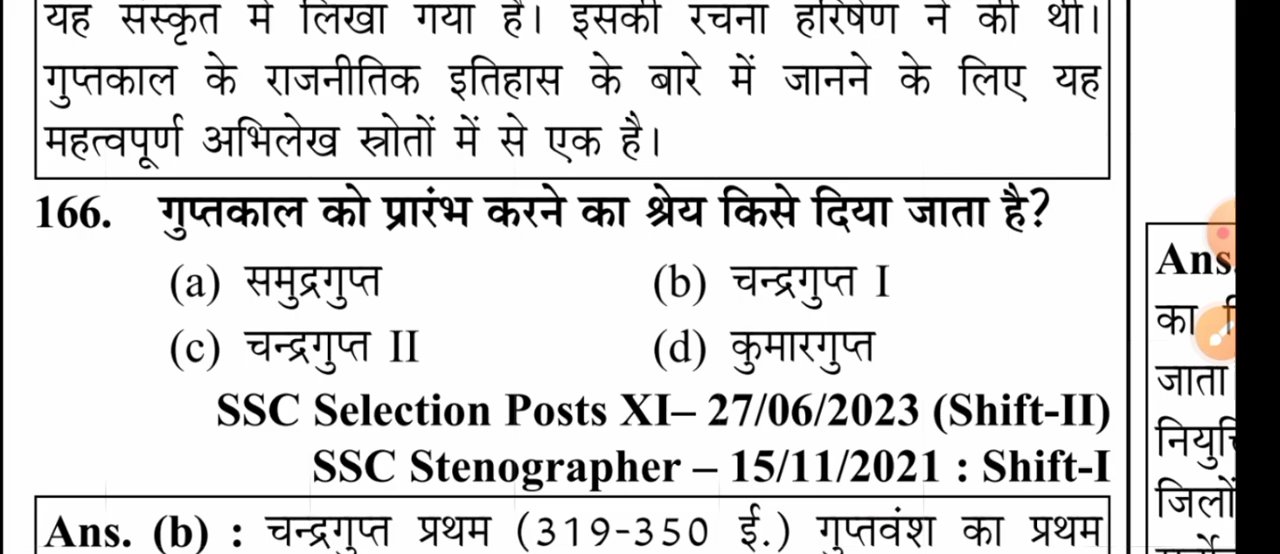 यह संस्कृत में लिखा गया है। इसकी रचना हरिषेण ने की थी।
गुप्तकाल के राजनीतिक इतिहास के बारे में जानने के लिए यह
महत्वपूर्ण अभिलेख स्रोतों में से एक है।
166. गुप्तकाल को प्रारंभ करने का श्रेय किसे दिया जाता है?
(a) समुद्रगुप्त (b) चन्द्रगुप्त I
(c) चन्द्रगुप्त II (d) कुमारगुप्त
SSC Selection Posts XI– 27/06/2023 (Shift-II)
SSC Stenographer – 15/11/2021 : Shift-I
Ans. (b) : चन्द्रगुप्त प्रथम (319-350 ई.) गुप्तवंश का प्रथम
Ans.
का
जाता
जिलों